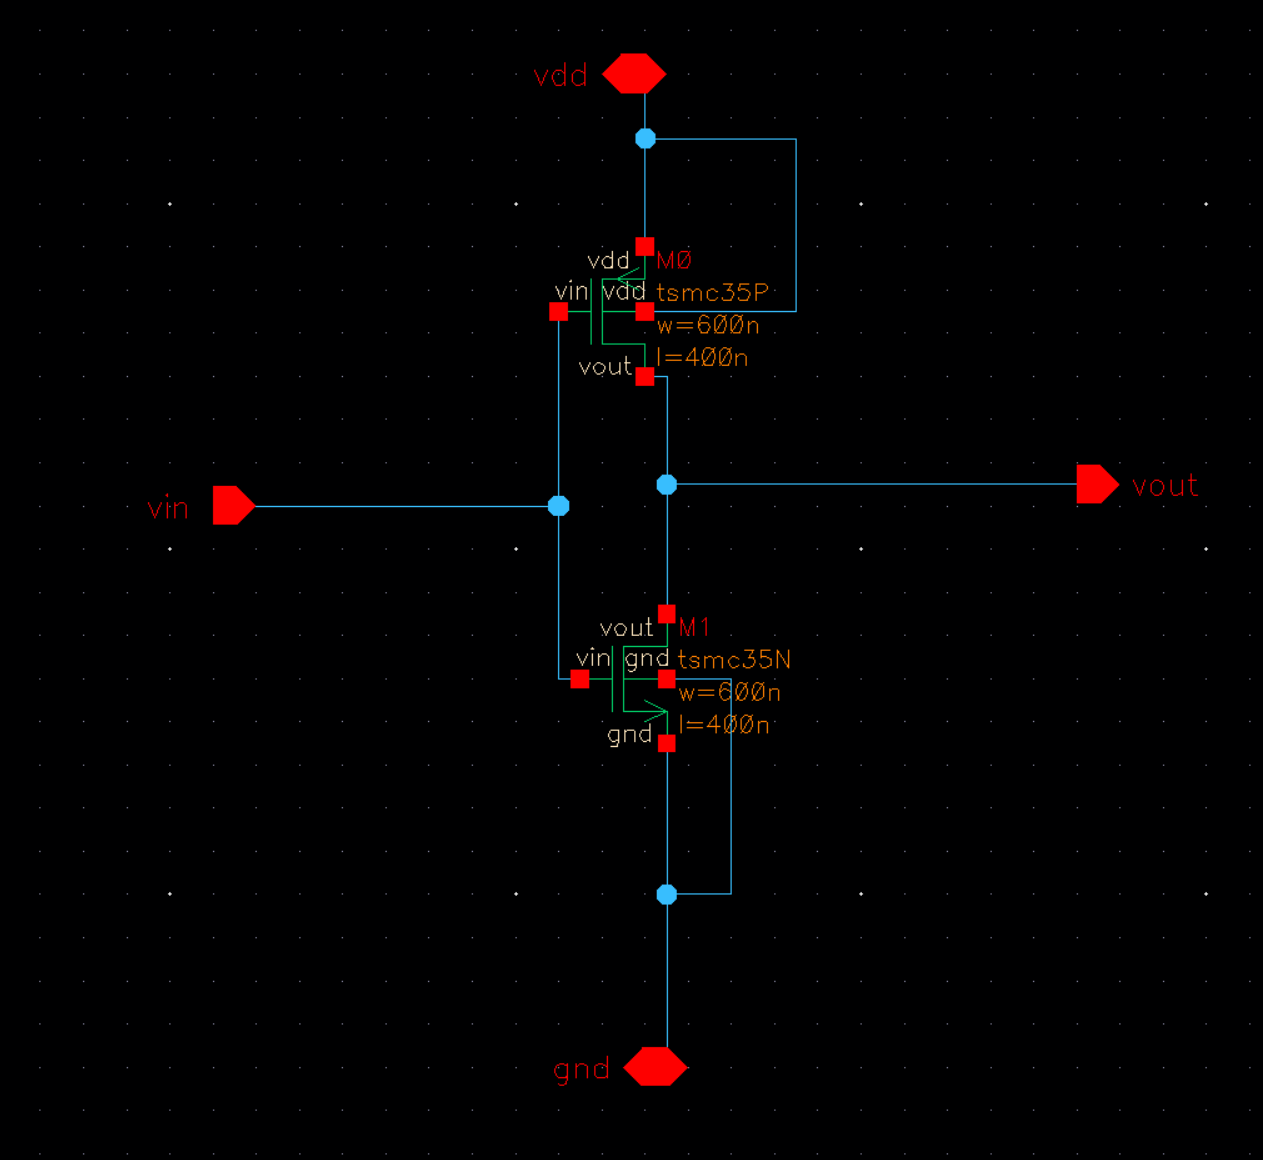 vdd
vdd M0
vin vdd tsmc35P
w=600n
l=400n
vout
vin
vout
vout M1
vin gnd tsmc35N
w=600n
l=400n
gnd
gnd